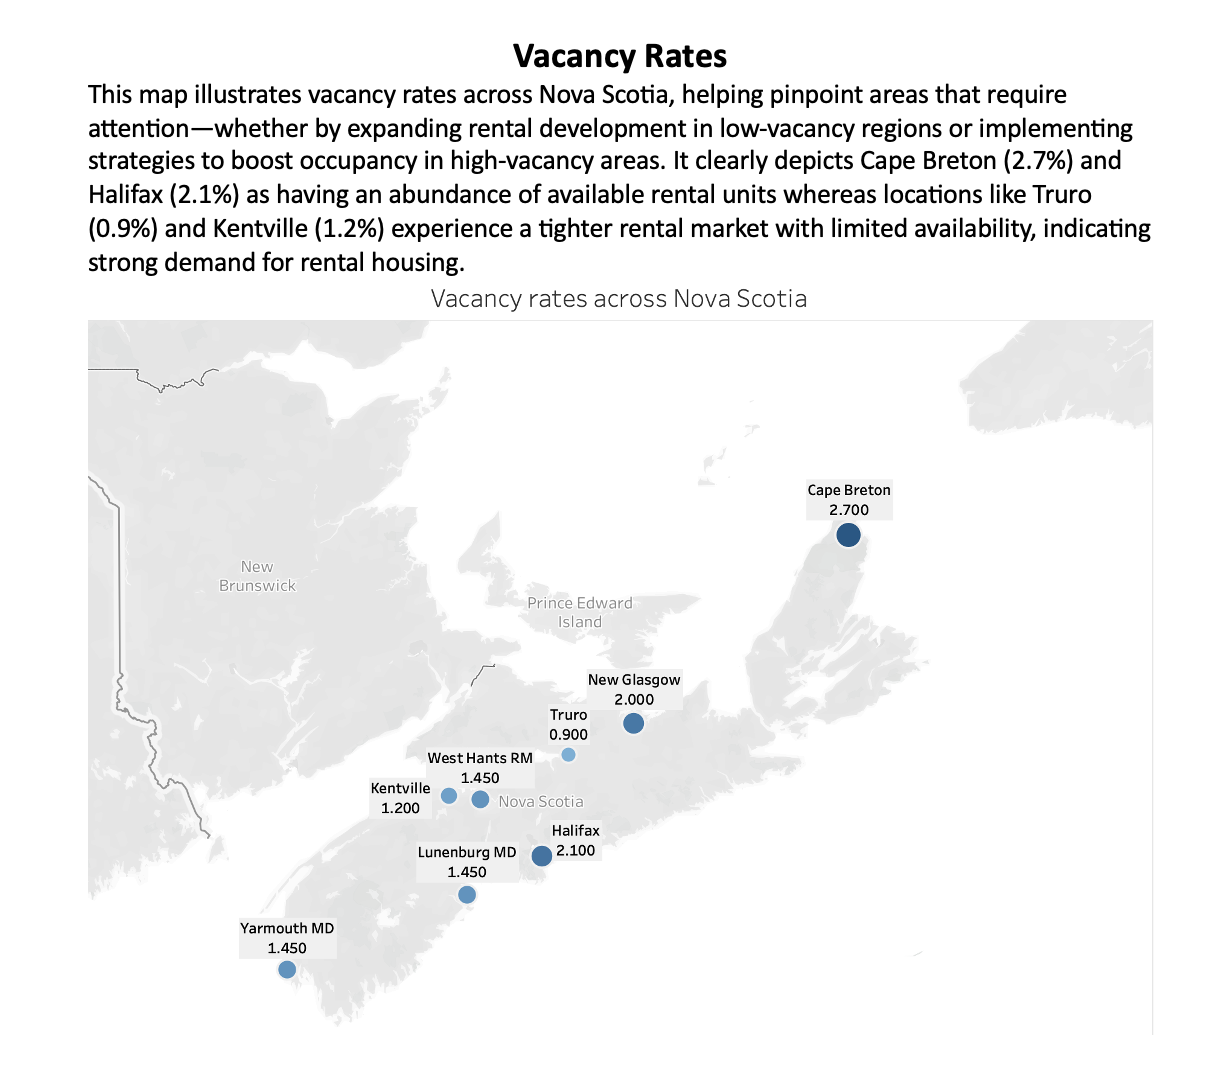 Vacancy Rates
This map illustrates vacancy rates across Nova Scotia, helping pinpoint areas that require
attention—whether by expanding rental development in low-vacancy regions or implementing
strategies to boost occupancy in high-vacancy areas. It clearly depicts Cape Breton (2.7%) and
Halifax (2.1%) as having an abundance of available rental units whereas locations like Truro
(0.9%) and Kentville (1.2%) experience a tighter rental market with limited availability, indicating
strong demand for rental housing.
Vacancy rates across Nova Scotia
Cape Breton
2.700
New
Brunswick
Prince Edward
Island
New Glasgow
2.000
Truro
0.900
West Hants RM
1.450
Kentville
1.200
Nova Scotia
Halifax
2.100
Lunenburg MD
1.450
Yarmouth MD
1.450